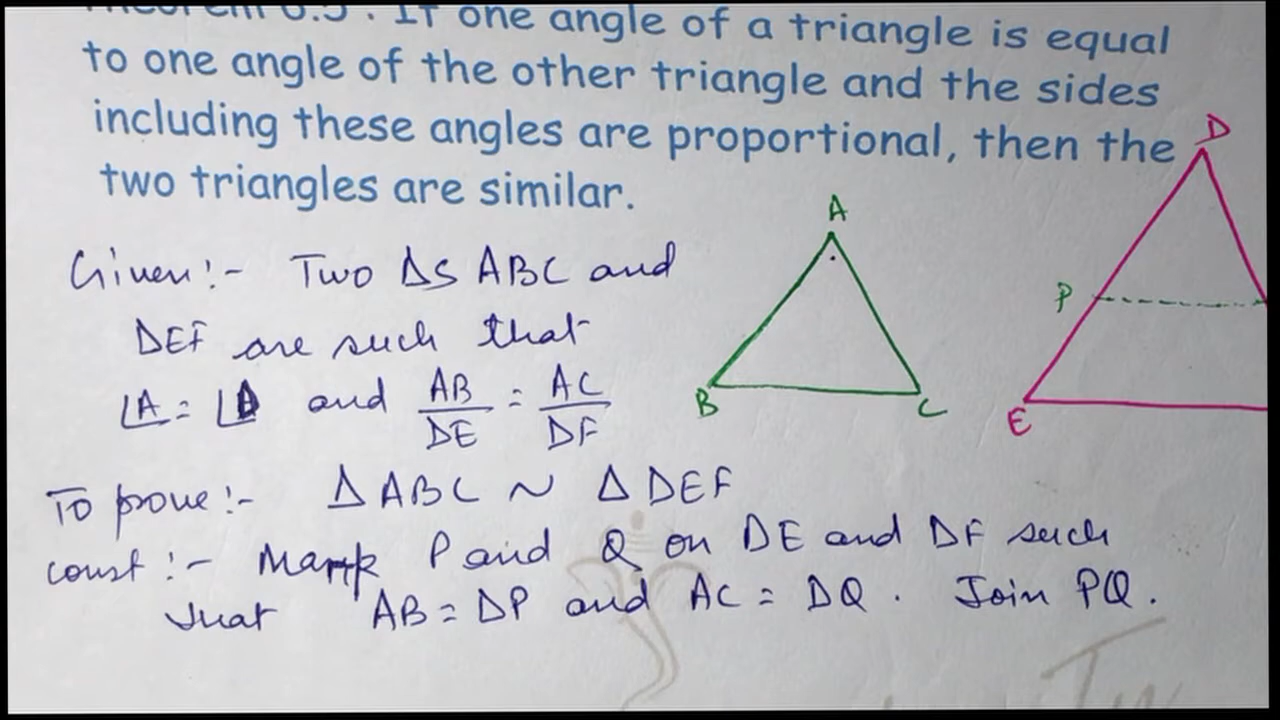 Theorem 6.5 : If one angle of a triangle is equal
to one angle of the other triangle and the sides
including these angles are proportional, then the
two triangles are similar.
Given :- Two Δs ABC and
DEF are such that
∠A = ∠D and AB/DE = AC/DF
To prove :- Δ ABC ~ Δ DEF
const :- Mark P and Q on DE and DF such
that AB = DP and AC = DQ . Join PQ.
A
B
C
D
P
E